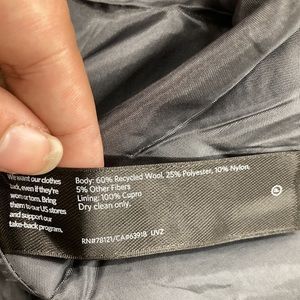 We want our clothes
back, even if they're
worn or torn. Bring
them to our US stores
and support our
take-back program.
Body: 60% Recycled Wool, 25% Polyester, 10% Nylon,
5% Other Fibers
Lining: 100% Cupro
Dry clean only.
RN#78121/CA#63918 UVZ